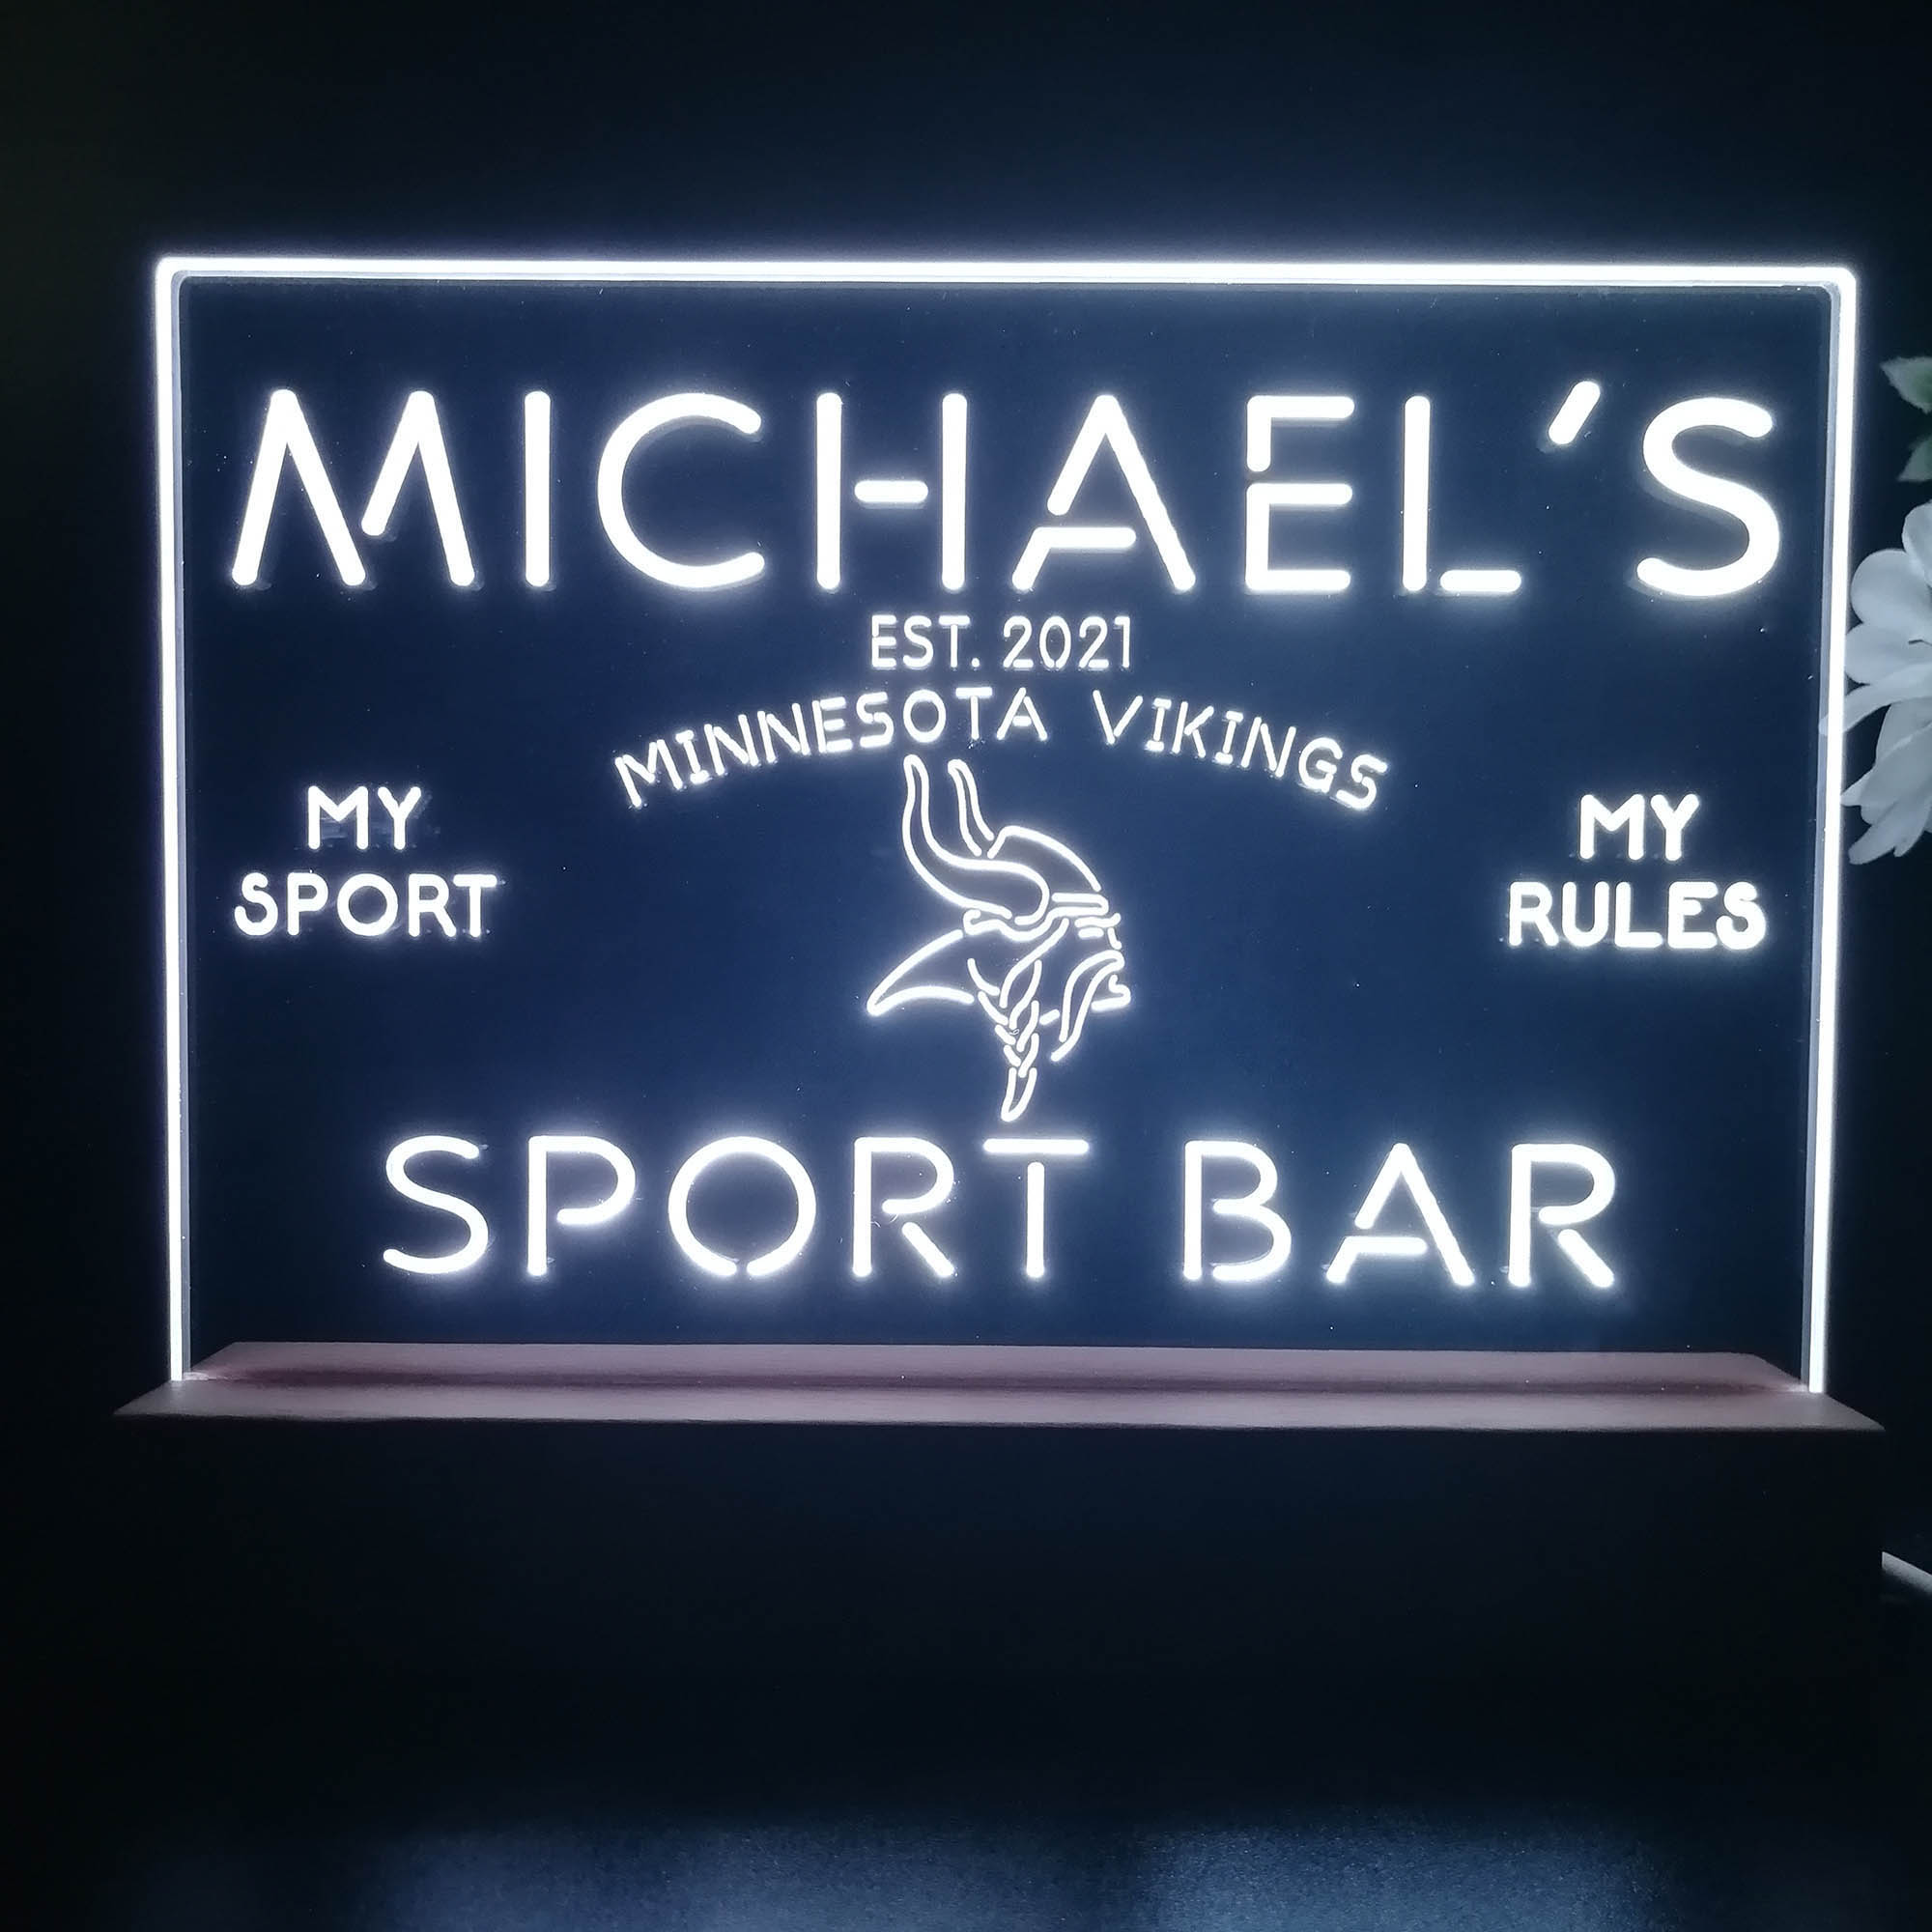 MICHAEL'S
EST. 2021
MINNESOTA VIKINGS
MY
SPORT
MY
RULES
SPORT BAR